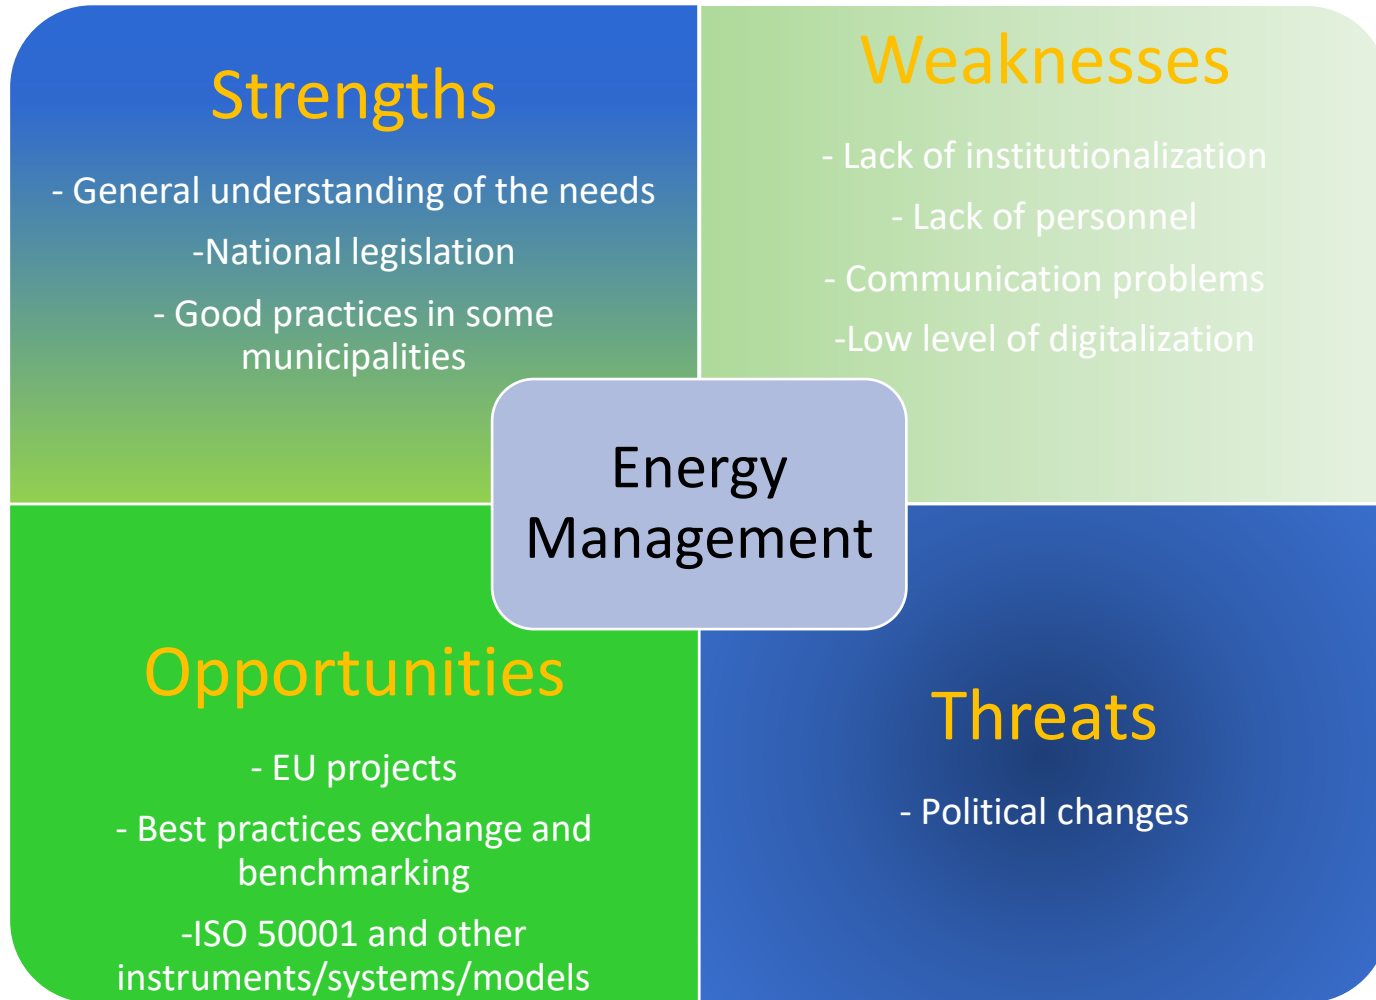 Strengths
- General understanding of the needs
-National legislation
- Good practices in some
municipalities
Weaknesses
- Lack of institutionalization
- Lack of personnel
- Communication problems
-Low level of digitalization
Energy
Management
Opportunities
- EU projects
- Best practices exchange and
benchmarking
-ISO 50001 and other
instruments/systems/models
Threats
- Political changes